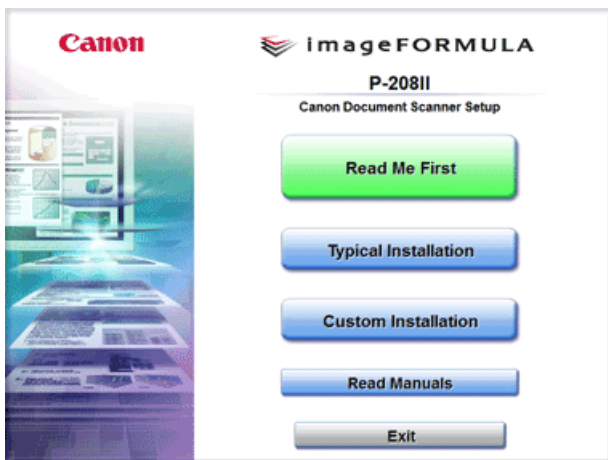 Canon
imageFORMULA
P-208II
Canon Document Scanner Setup
Read Me First
Typical Installation
Custom Installation
Read Manuals
Exit